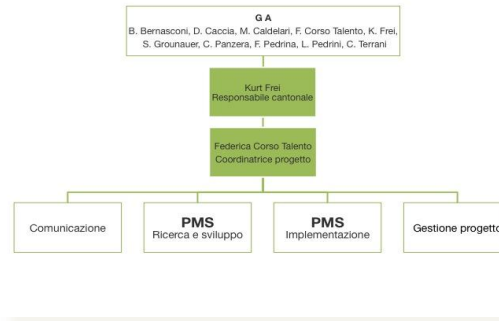 G A
B. Bernasconi, D. Caccia, M. Caldelari, F. Corso Talento, K. Frei,
S. Grounauer, C. Panzera, F. Pedrina, L. Pedrini, C. Terrani
Kurt Frei
Responsabile cantonale
Federica Corso Talento
Coordinatrice progetto
Comunicazione
PMS
Ricerca e sviluppo
PMS
Implementazione
Gestione progetto